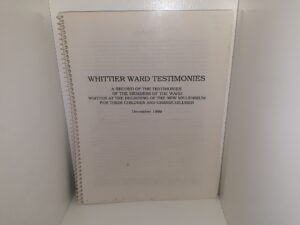 WHITTIER WARD TESTIMONIES
A RECORD OF THE TESTIMONIES
OF THE MEMBERS OF THE WARD
WRITTEN AT THE BEGINNING OF THE NEW MILLENNIUM
FOR THEIR CHILDREN AND GRANDCHILDREN
December 1999